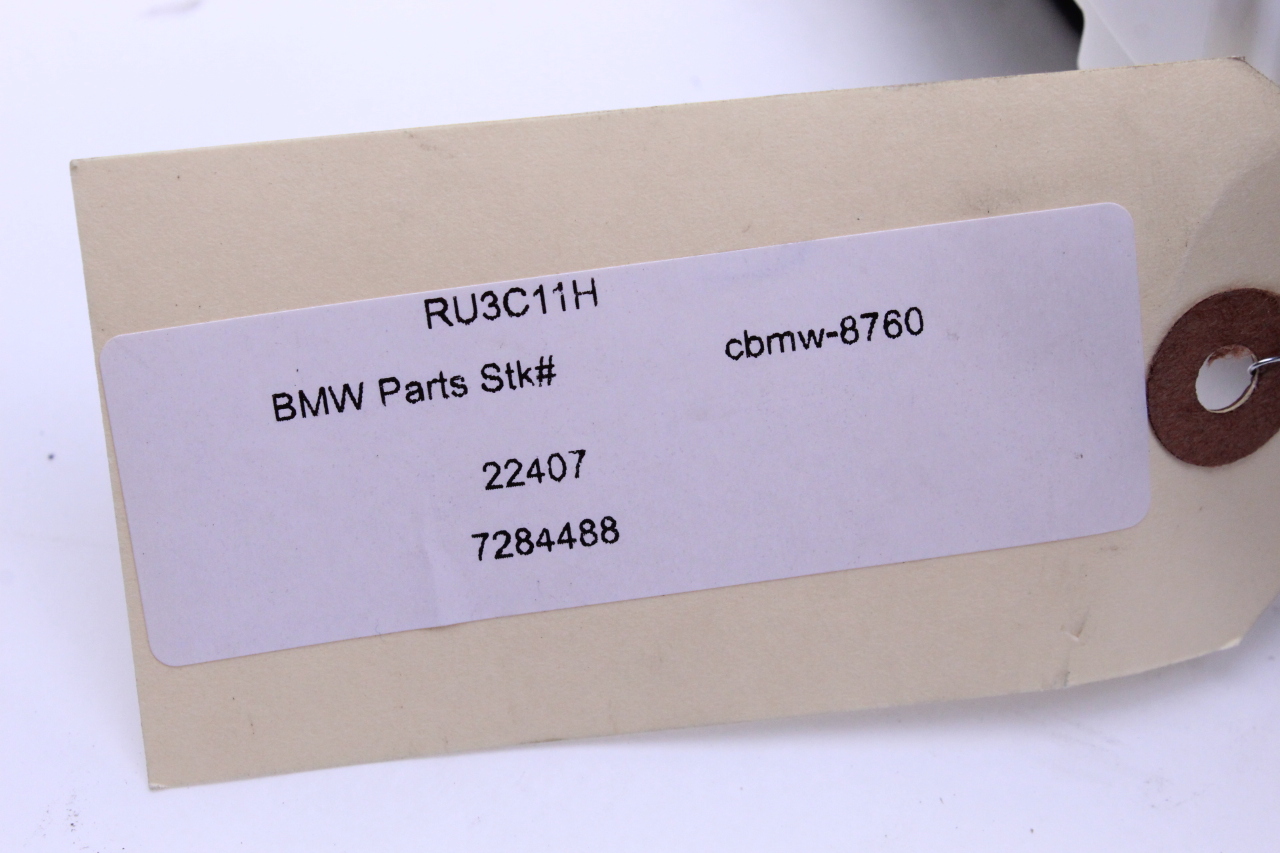 RU3C11H
BMW Parts Stk# cbmw-8760
22407
7284488